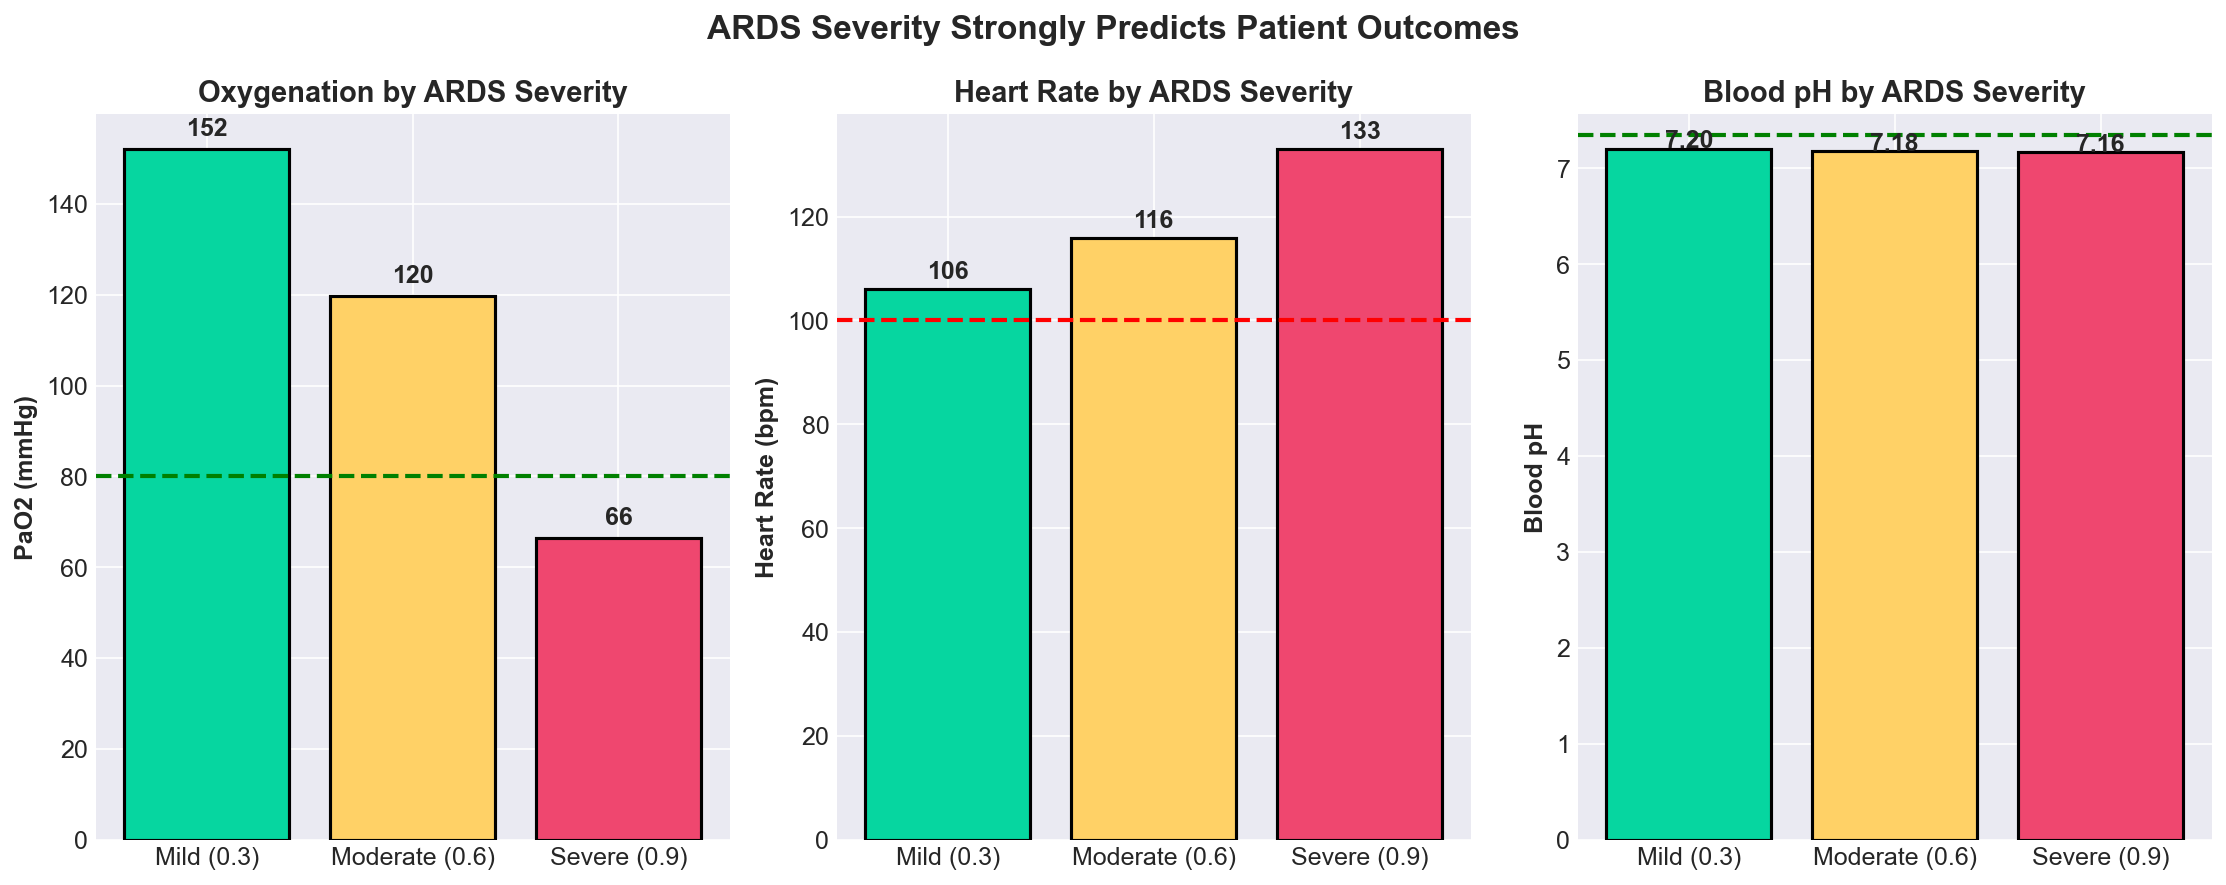 ARDS Severity Strongly Predicts Patient Outcomes
Oxygenation by ARDS Severity
PaO2 (mmHg)
140
120
100
80
60
40
20
0
152
120
66
Mild (0.3)
Moderate (0.6)
Severe (0.9)
Heart Rate by ARDS Severity
Heart Rate (bpm)
120
100
80
60
40
20
0
106
116
133
Mild (0.3)
Moderate (0.6)
Severe (0.9)
Blood pH by ARDS Severity
Blood pH
7
6
5
4
3
2
1
0
7.20
7.18
7.16
Mild (0.3)
Moderate (0.6)
Severe (0.9)